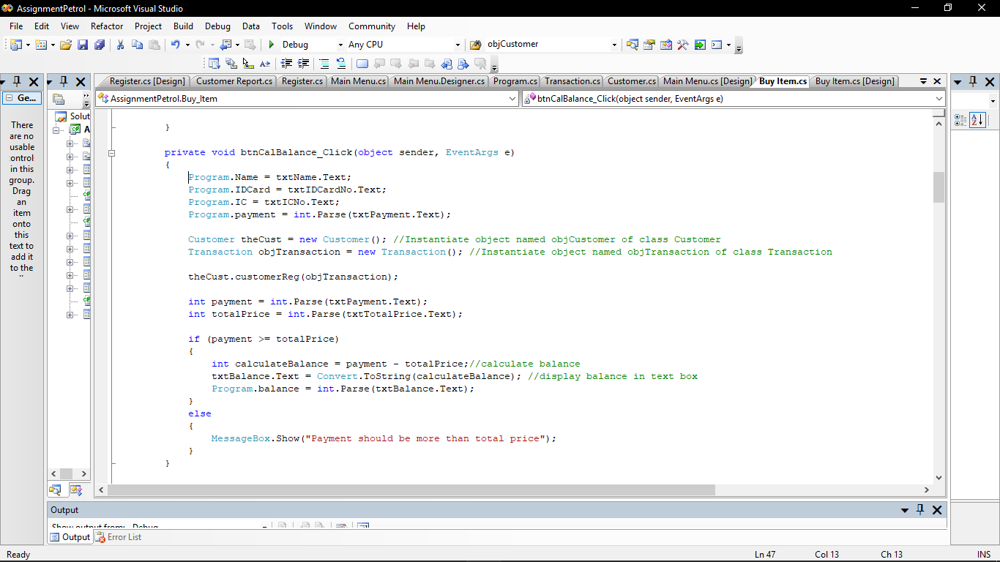 AssignmentPetrol - Microsoft Visual Studio
File Edit View Refactor Project Build Debug Data Tools Window Community Help
Debug Any CPU objCustomer
Register.cs [Design] Customer Report.cs Register.cs Main Menu.cs Main Menu.Designer.cs Program.cs Transaction.cs Customer.cs Main Menu.cs [Design] Buy Item.cs Buy Item.cs [Design]
Ge...
AssignmentPetrol.Buy_Item btnCalBalance_Click(object sender, EventArgs e)
There
are no
usable
ontrol
in this
group.
Drag
an
item
onto
this
text to
add it
to the
Solut
A
}
private void btnCalBalance_Click(object sender, EventArgs e)
{
Program.Name = txtName.Text;
Program.IDCard = txtIDCardNo.Text;
Program.IC = txtICNo.Text;
Program.payment = int.Parse(txtPayment.Text);
Customer theCust = new Customer(); //Instantiate object named objCustomer of class Customer
Transaction objTransaction = new Transaction(); //Instantiate object named objTransaction of class Transaction
theCust.customerReg(objTransaction);
int payment = int.Parse(txtPayment.Text);
int totalPrice = int.Parse(txtTotalPrice.Text);
if (payment >= totalPrice)
{
int calculateBalance = payment - totalPrice;//calculate balance
txtBalance.Text = Convert.ToString(calculateBalance); //display balance in text box
Program.balance = int.Parse(txtBalance.Text);
}
else
{
MessageBox.Show("Payment should be more than total price");
}
}
Output
Show output from: Debug
Output Error List
Ready Ln 47 Col 13 Ch 13 INS